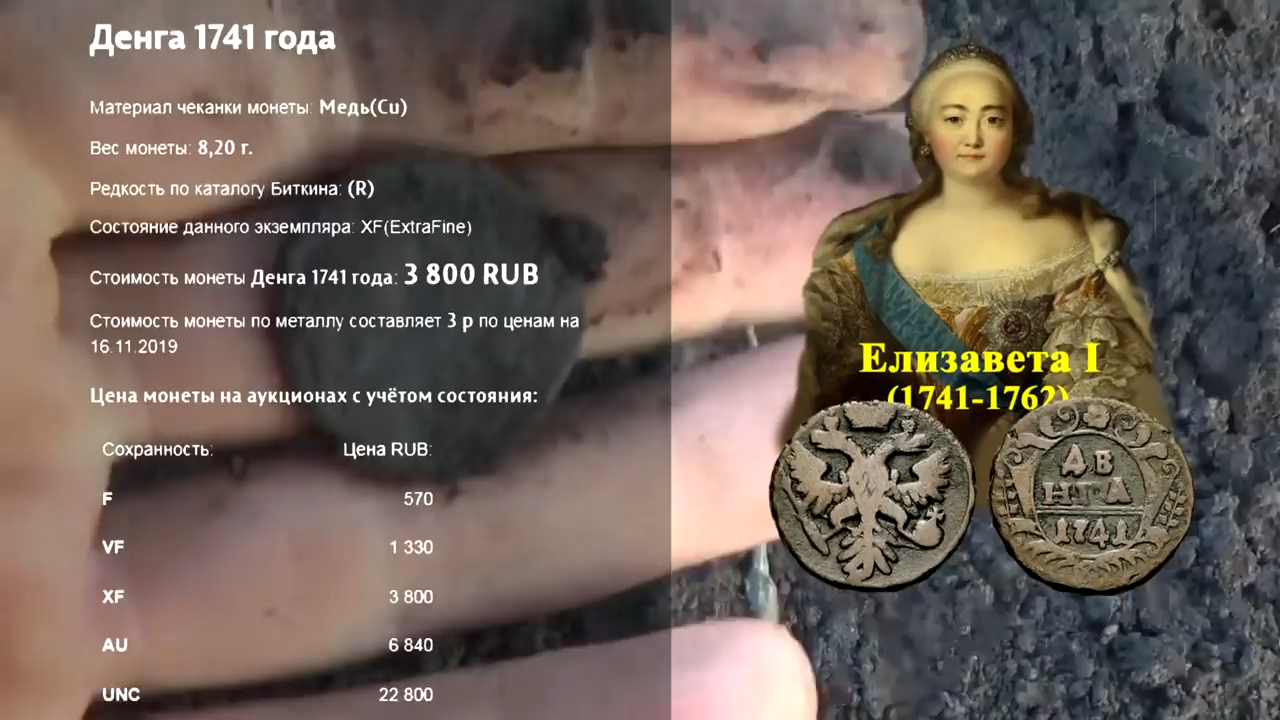 Денга 1741 года
Материал чеканки монеты: Медь(Cu)
Вес монеты: 8,20 г.
Редкость по каталогу Биткина: (R)
Состояние данного экземпляра: XF(ExtraFine)
Стоимость монеты Денга 1741 года: 3 800 RUB
Стоимость монеты по металлу составляет 3 р по ценам на
16.11.2019
Цена монеты на аукционах с учётом состояния:
Сохранность: Цена RUB:
F 570
VF 1 330
XF 3 800
AU 6 840
UNC 22 800
Елизавета I
(1741-1762)
ДЕ
НГА
1741